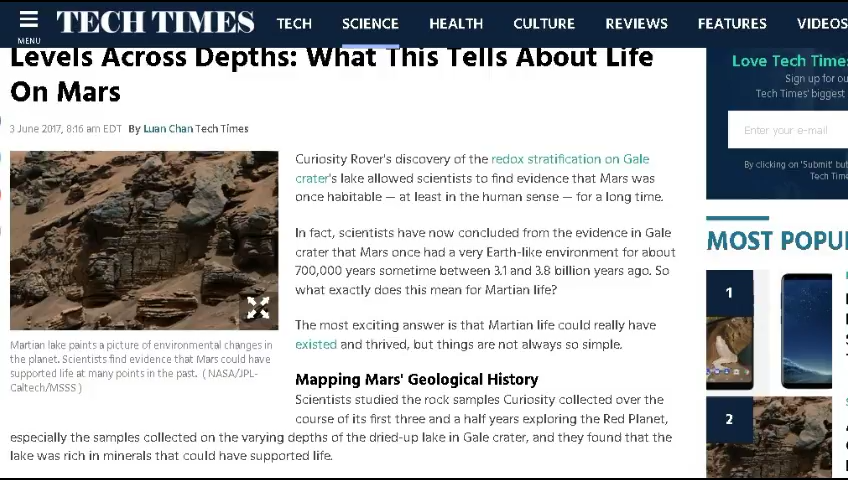 MENU
TECH TIMES
TECH
SCIENCE
HEALTH
CULTURE
REVIEWS
FEATURES
VIDEOS
Levels Across Depths: What This Tells About Life
On Mars
3 June 2017, 8:16 am EDT By Luan Chan Tech Times
Curiosity Rover's discovery of the redox stratification on Gale
crater's lake allowed scientists to find evidence that Mars was
once habitable — at least in the human sense — for a long time.
In fact, scientists have now concluded from the evidence in Gale
crater that Mars once had a very Earth-like environment for about
700,000 years sometime between 3.1 and 3.8 billion years ago. So
what exactly does this mean for Martian life?
The most exciting answer is that Martian life could really have
existed and thrived, but things are not always so simple.
Martian lake paints a picture of environmental changes in
the planet. Scientists find evidence that Mars could have
supported life at many points in the past. ( NASA/JPL-
Caltech/MSSS )
Mapping Mars' Geological History
Scientists studied the rock samples Curiosity collected over the
course of its first three and a half years exploring the Red Planet,
especially the samples collected on the varying depths of the dried-up lake in Gale crater, and they found that the
lake was rich in minerals that could have supported life.
Love Tech Times
Sign up for ou
Tech Times' biggest
Enter your e-mail
By clicking on 'Submit' but
Tech Tim
MOST POPU
1
2